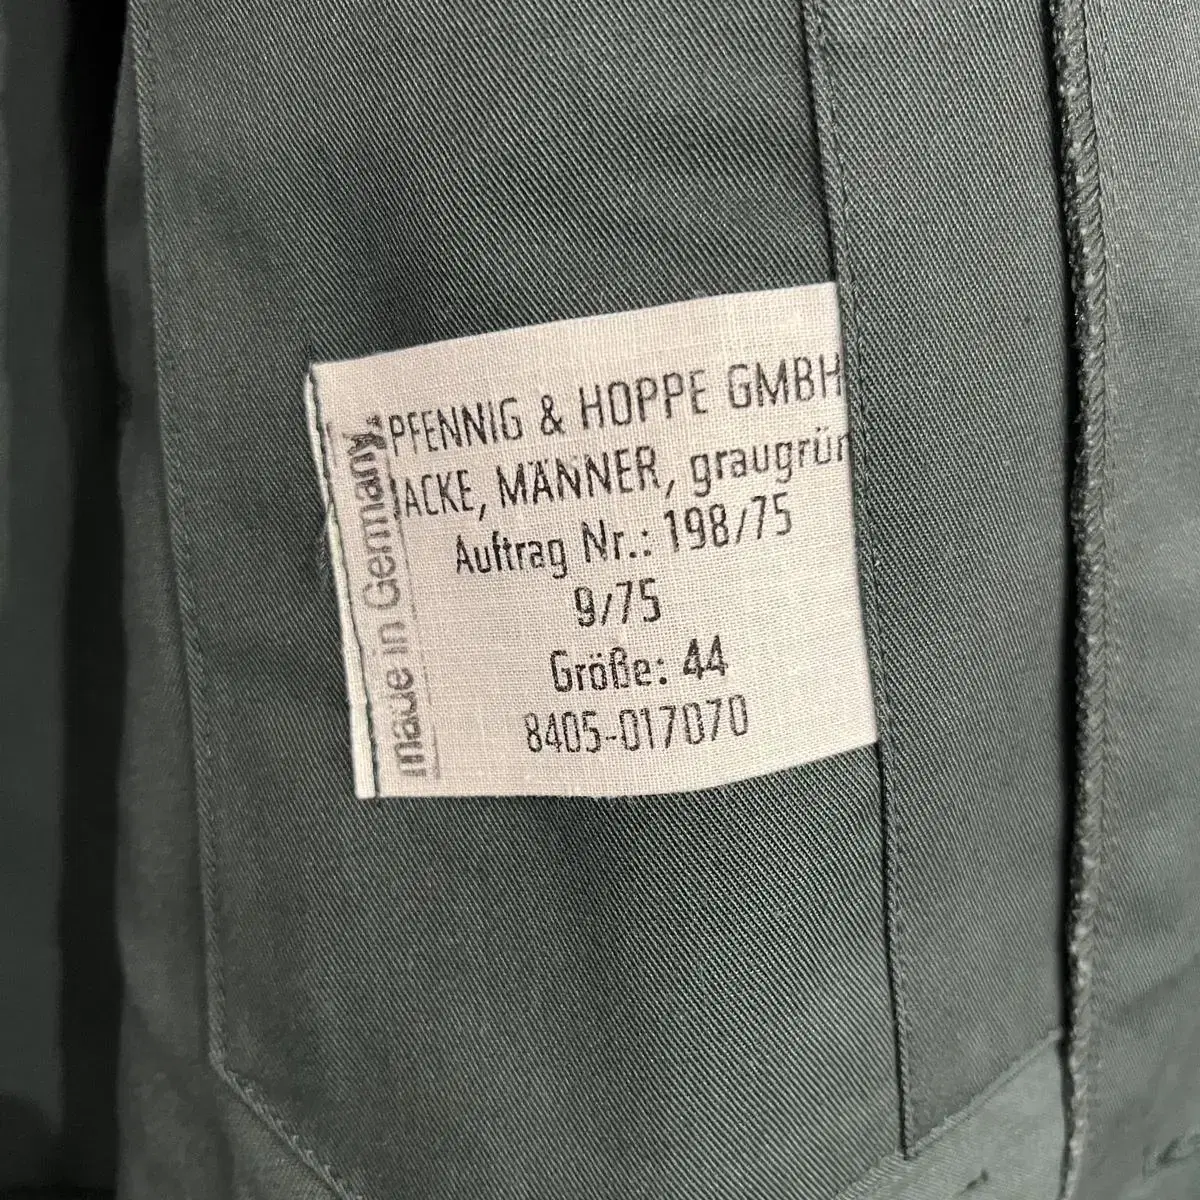 PFENNIG & HOPPE GMBH
JACKE, MÄNNER, graugrün
Auftrag Nr.: 198/75
9/75
Größe: 44
8405-017070
made in Germany